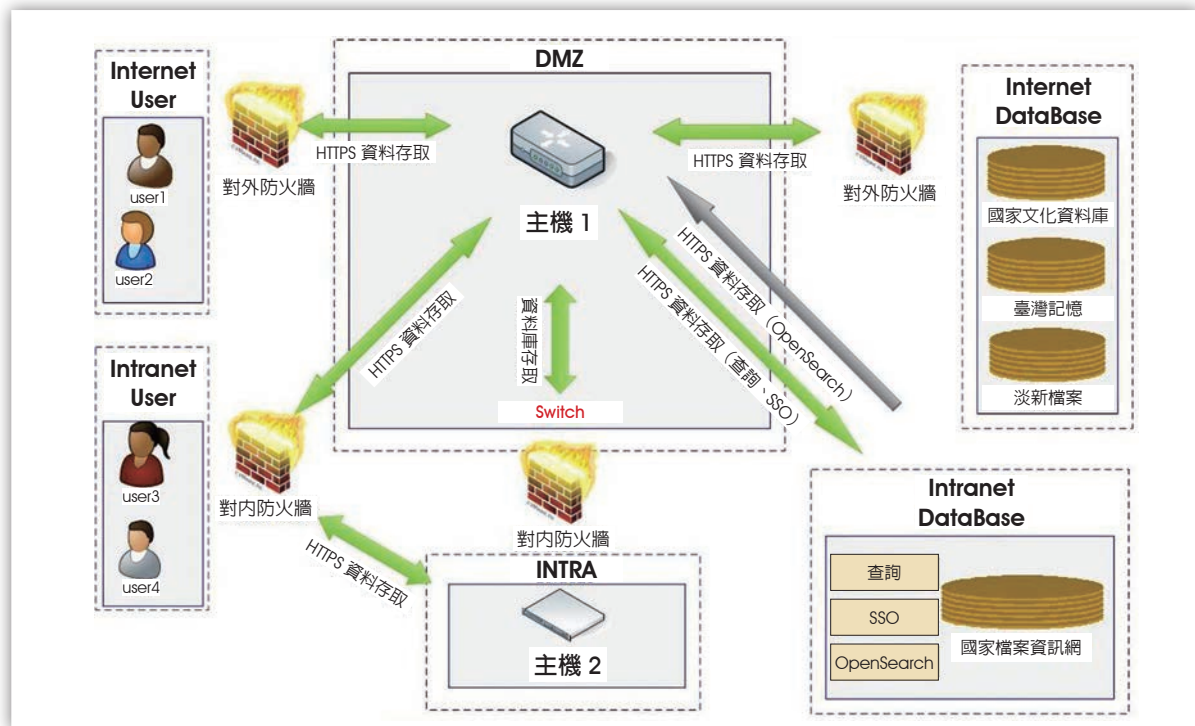 Internet
User
user1
user2
對外防火牆
HTTPS 資料存取
DMZ
主機 1
HTTPS 資料存取
對外防火牆
Internet
DataBase
國家文化資料庫
臺灣記憶
淡新檔案
Intranet
User
user3
user4
對內防火牆
HTTPS 資料存取
資料庫存取
Switch
HTTPS 資料存取（OpenSearch）
HTTPS 資料存取（查詢、SSO）
HTTPS 資料存取
對內防火牆
INTRA
主機 2
Intranet
DataBase
查詢
SSO
OpenSearch
國家檔案資訊網